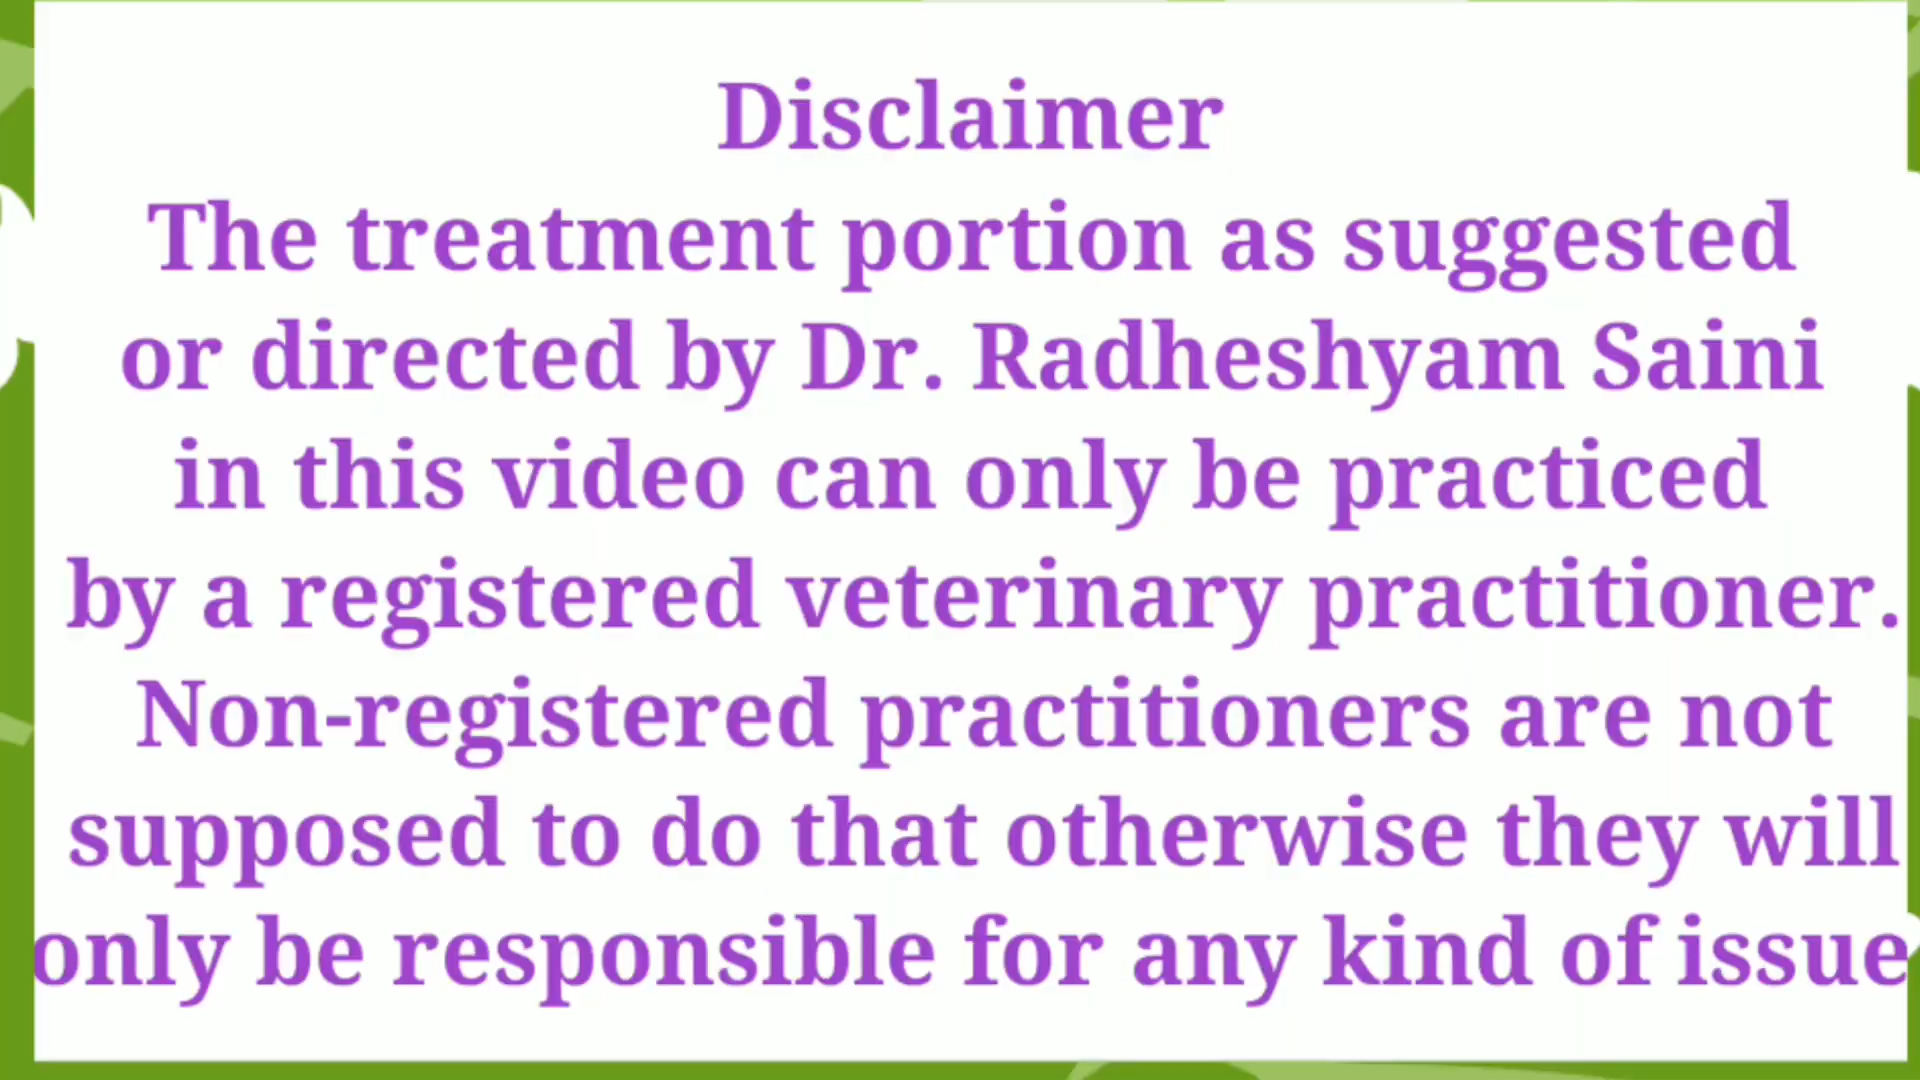 Disclaimer
The treatment portion as suggested
or directed by Dr. Radheshyam Saini
in this video can only be practiced
by a registered veterinary practitioner.
Non-registered practitioners are not
supposed to do that otherwise they will
only be responsible for any kind of issue